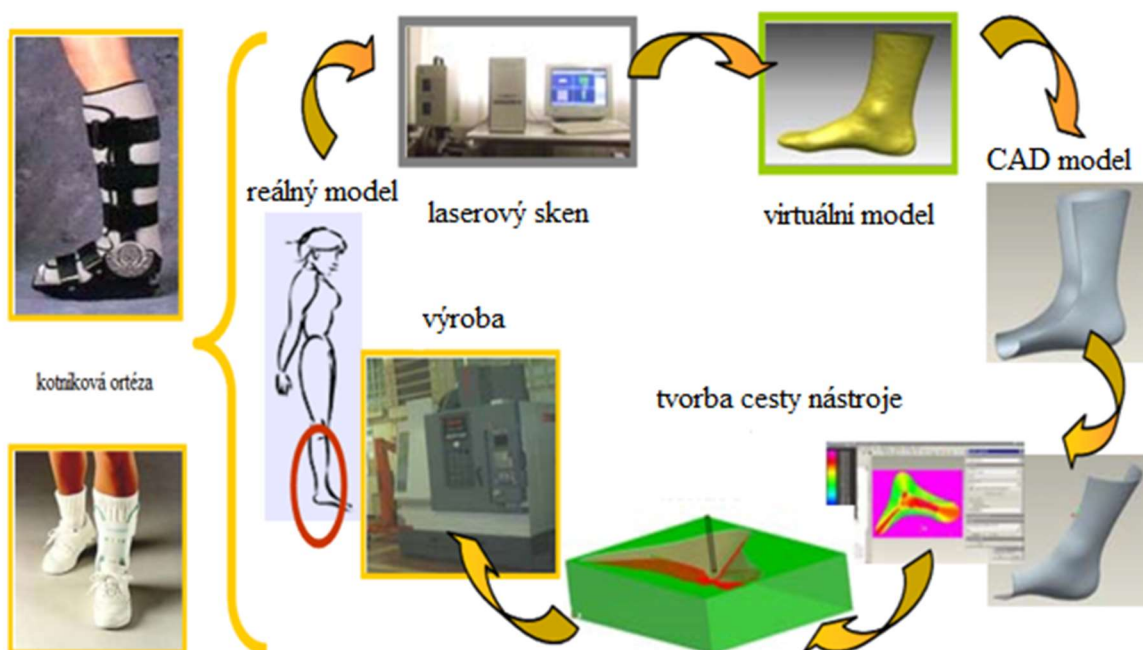 reálný model
laserový sken
virtuální model
CAD model
výroba
tvorba cesty nástroje
kotníková ortéza